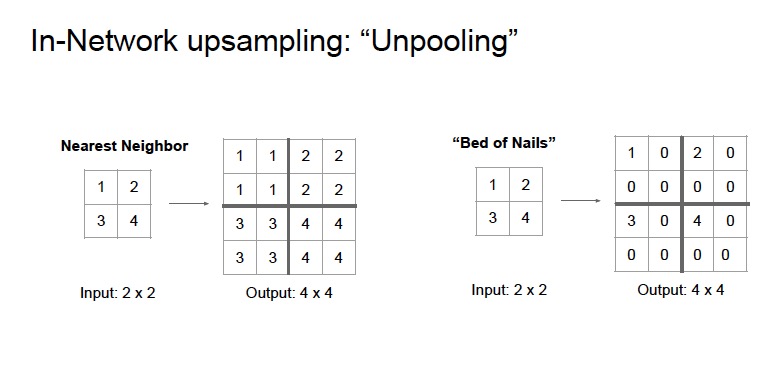 In-Network upsampling: “Unpooling”
Nearest Neighbor
1 2
3 4
Input: 2 x 2
1 1 2 2
1 1 2 2
3 3 4 4
3 3 4 4
Output: 4 x 4
“Bed of Nails”
1 2
3 4
Input: 2 x 2
1 0 2 0
0 0 0 0
3 0 4 0
0 0 0 0
Output: 4 x 4